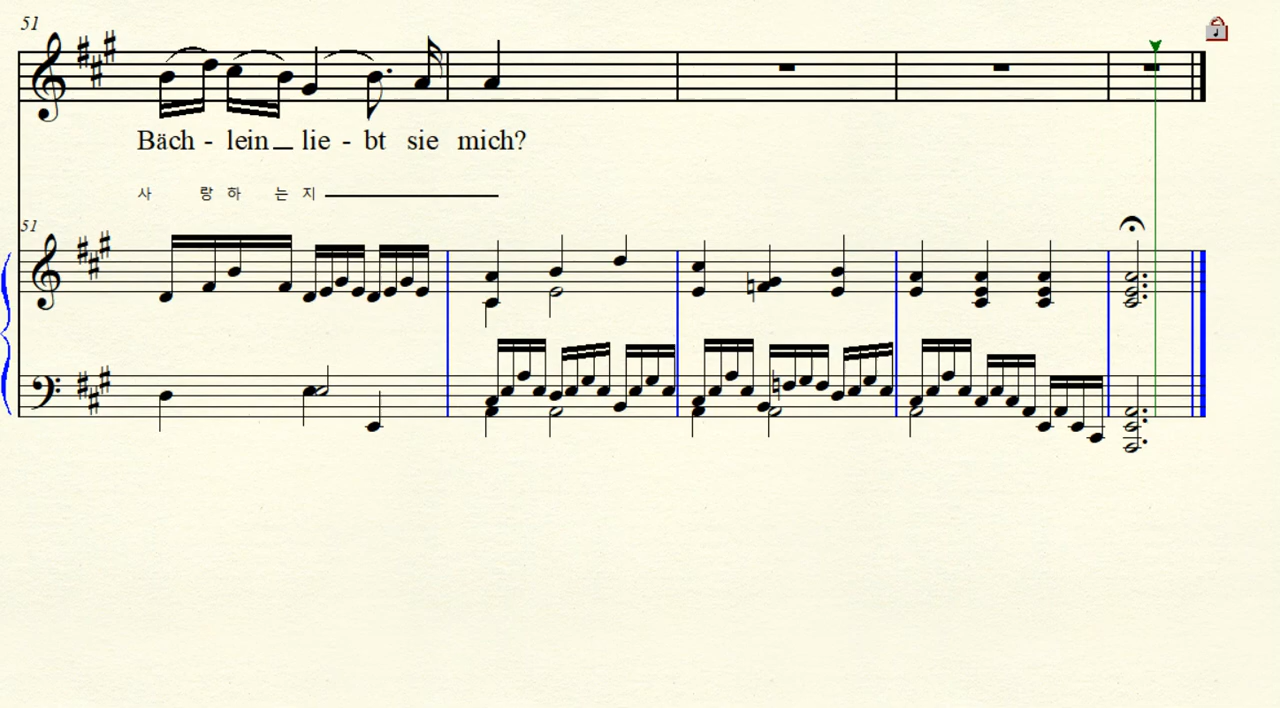 51
Bäch - lein _ lie - bt sie mich?
사 랑 하 는 지
51